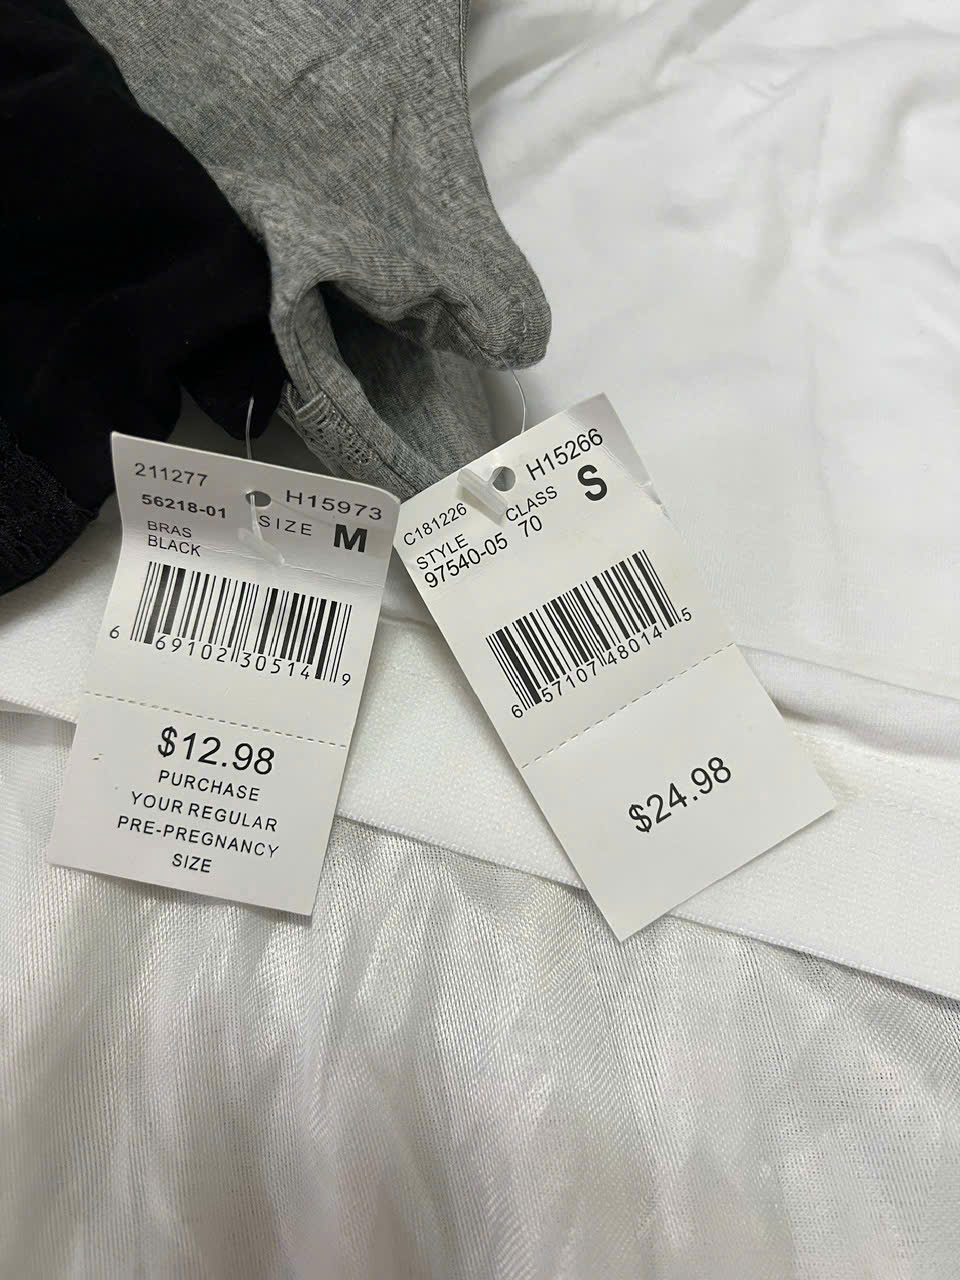 211277
H15973
56218-01
SIZE M
BRAS
BLACK
6 69102 30514 9
$12.98
PURCHASE
YOUR REGULAR
PRE-PREGNANCY
SIZE
C181226
H15266
STYLE
CLASS
S
97540-05
70
6 57107 48014 5
$24.98